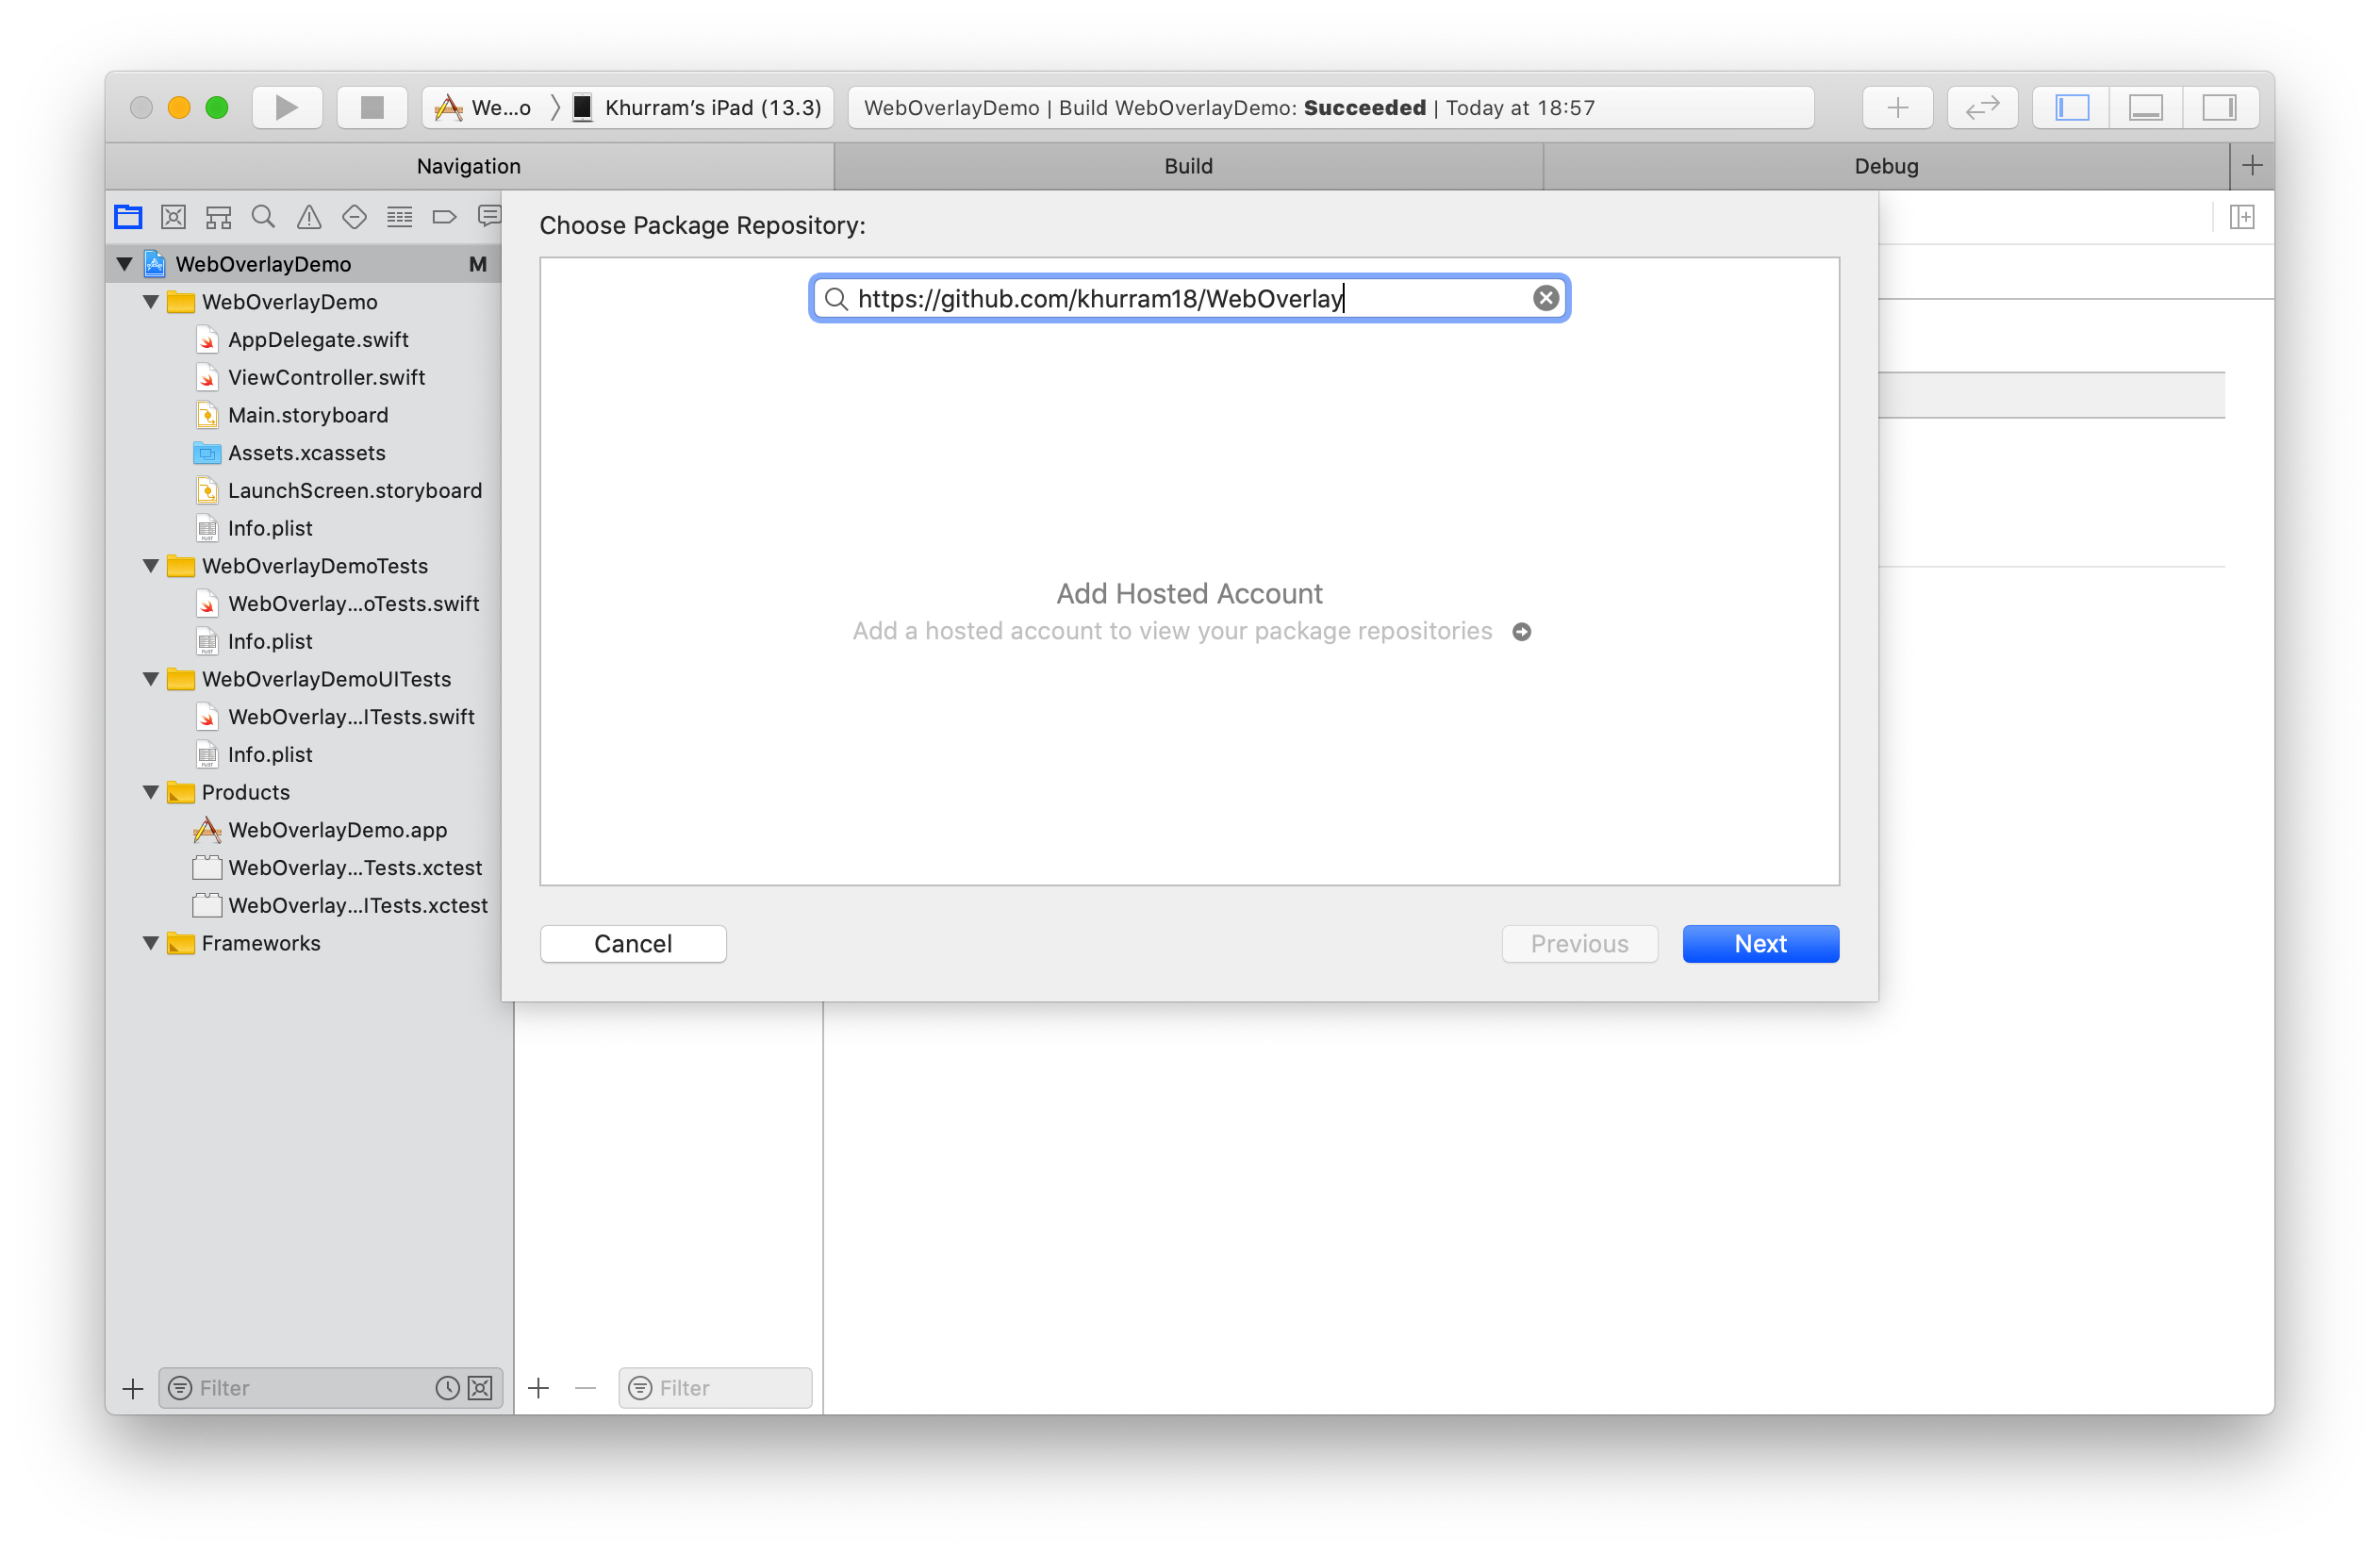 We...o
Khurram's iPad (13.3)
WebOverlayDemo | Build WebOverlayDemo: Succeeded | Today at 18:57
Navigation
Build
Debug
Choose Package Repository:
WebOverlayDemo
M
https://github.com/khurram18/WebOverlay
WebOverlayDemo
AppDelegate.swift
ViewController.swift
Main.storyboard
Assets.xcassets
LaunchScreen.storyboard
Info.plist
WebOverlayDemoTests
WebOverlay...oTests.swift
Info.plist
WebOverlayDemoUITests
WebOverlay...ITests.swift
Info.plist
Products
WebOverlayDemo.app
WebOverlay...Tests.xctest
WebOverlay...ITests.xctest
Frameworks
Add Hosted Account
Add a hosted account to view your package repositories
Cancel
Previous
Next
Filter
Filter